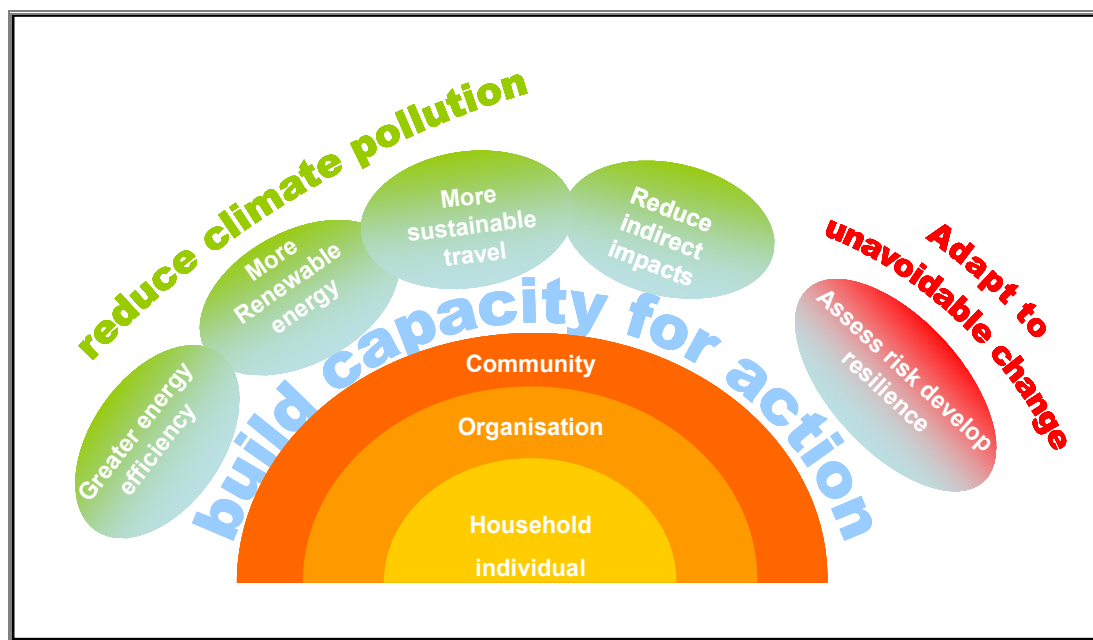 reduce climate pollution
Greater energy
efficiency
More
Renewable
energy
More
sustainable
travel
Reduce
indirect
impacts
Adapt to
unavoidable change
Assess risk develop
resilience
build capacity for action
Community
Organisation
Household
individual